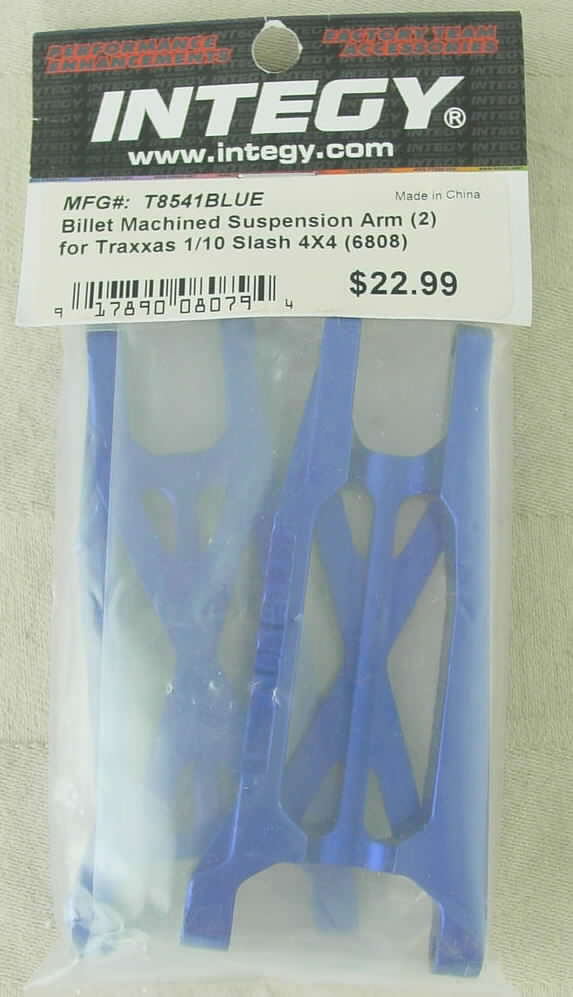 PERFORMANCE
ENHANCEMENTS
FACTORY TEAM
ACCESSORIES
INTEGY®
www.integy.com
MFG#: T8541BLUE
Made in China
Billet Machined Suspension Arm (2)
for Traxxas 1/10 Slash 4X4 (6808)
$22.99
9 17890 08079 4